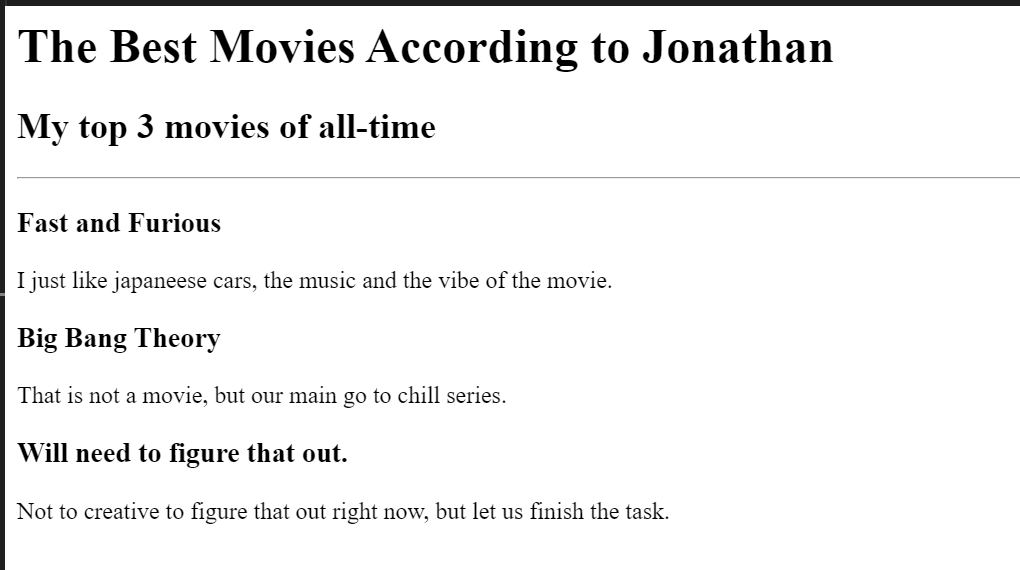 The Best Movies According to Jonathan
My top 3 movies of all-time
Fast and Furious
I just like japaneese cars, the music and the vibe of the movie.
Big Bang Theory
That is not a movie, but our main go to chill series.
Will need to figure that out.
Not to creative to figure that out right now, but let us finish the task.